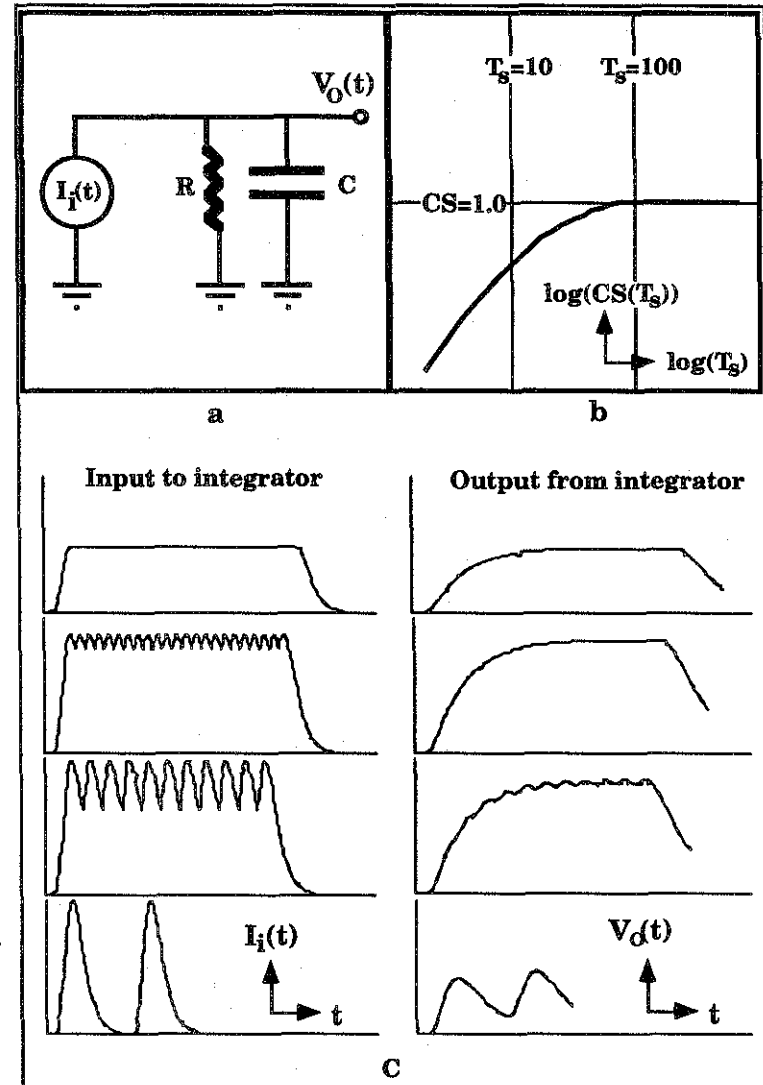 V_O(t)
I_i(t)
R
C
a
T_s=10 T_s=100
CS=1.0
log(CS(T_s))
log(T_s)
b
Input to integrator Output from integrator
I_i(t)
t
V_O(t)
t
C